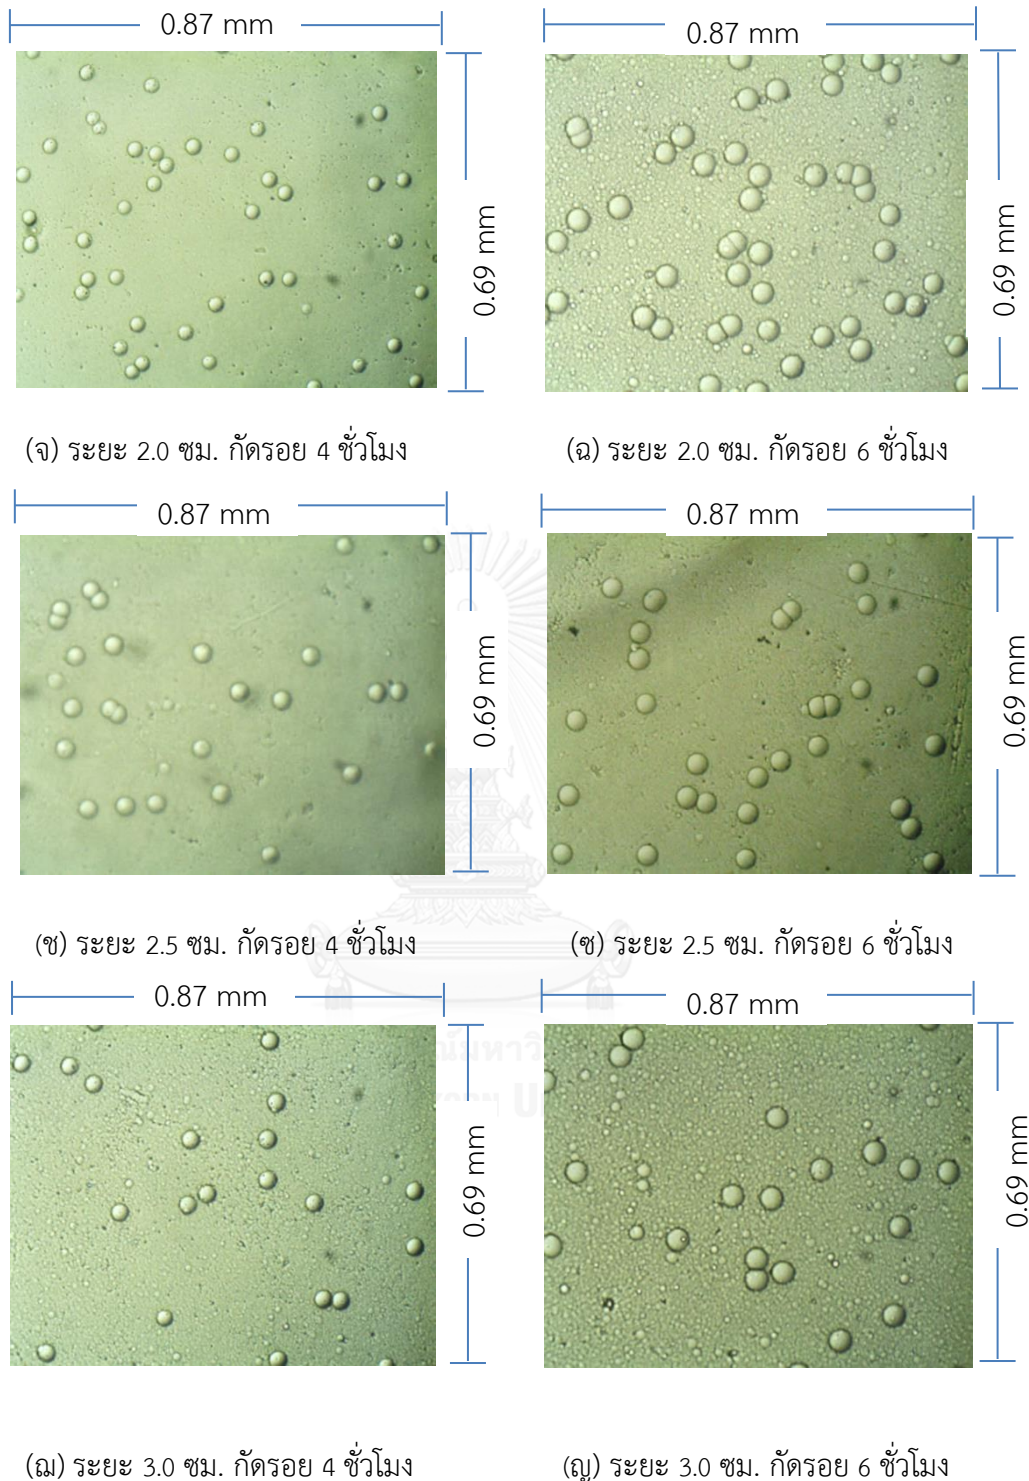 0.87 mm
0.87 mm
0.69 mm
0.69 mm
(จ) ระยะ 2.0 ซม. กัดรอย 4 ชั่วโมง
(ฉ) ระยะ 2.0 ซม. กัดรอย 6 ชั่วโมง
0.87 mm
0.87 mm
0.69 mm
0.69 mm
(ช) ระยะ 2.5 ซม. กัดรอย 4 ชั่วโมง
(ซ) ระยะ 2.5 ซม. กัดรอย 6 ชั่วโมง
0.87 mm
0.87 mm
0.69 mm
0.69 mm
(ฌ) ระยะ 3.0 ซม. กัดรอย 4 ชั่วโมง
(ญ) ระยะ 3.0 ซม. กัดรอย 6 ชั่วโมง